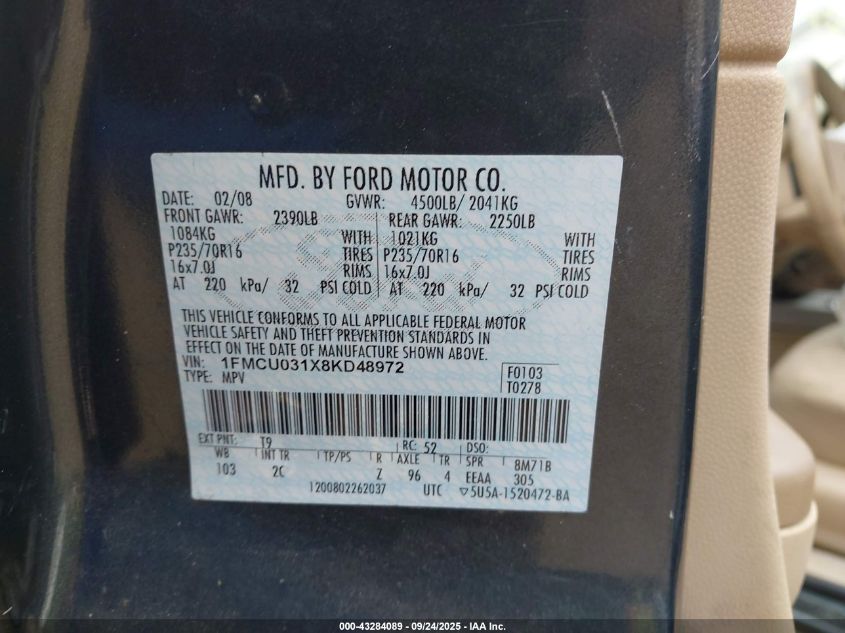 MFD. BY FORD MOTOR CO.
DATE: 02/08 GVWR: 4500LB/ 2041KG
FRONT GAWR: 2390LB REAR GAWR: 2250LB
1084KG WITH 1021KG WITH
P235/70R16 TIRES P235/70R16 TIRES
16x7.0J RIMS 16x7.0J RIMS
AT 220 kPa/ 32 PSI COLD AT 220 kPa/ 32 PSI COLD
THIS VEHICLE CONFORMS TO ALL APPLICABLE FEDERAL MOTOR
VEHICLE SAFETY AND THEFT PREVENTION STANDARDS IN
EFFECT ON THE DATE OF MANUFACTURE SHOWN ABOVE.
VIN: 1FMCU031X8KD48972 F0103
TYPE: MPV T0278
EXT PNT: T9 RC: 52 DSO:
WB INT TR TP/PS R AXLE TR SPR 8M71B
103 2C Z 96 4 EEAA 305
1200802262037 UTC ▽5U5A-1520472-BA
000-43284089 - 09/24/2025 - IAA Inc.